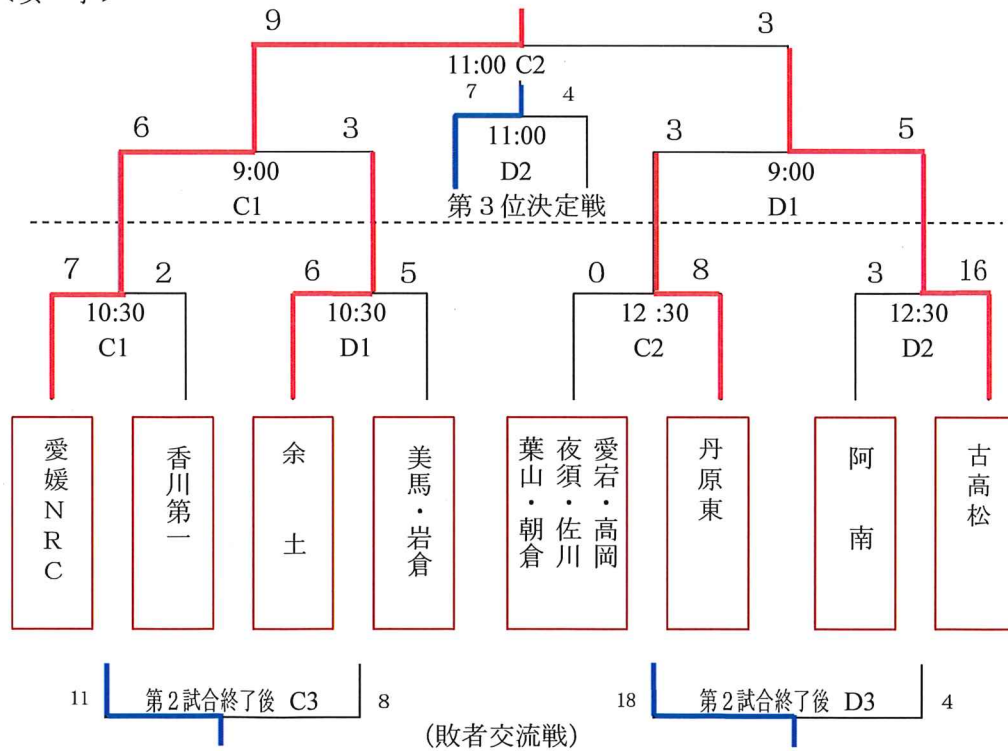 9 3
11:00 C2
7 4
6 3 11:00 3 5
9:00 D2 9:00
C1 第3位決定戦 D1
7 2 6 5 0 8 3 16
10:30 10:30 12 :30 12:30
C1 D1 C2 D2
愛媛NRC
香川第一
余土
美馬・岩倉
愛宕・高岡
夜須・佐川
葉山・朝倉
丹原東
阿南
古高松
11 第2試合終了後 C3 8 18 第2試合終了後 D3 4
(敗者交流戦)